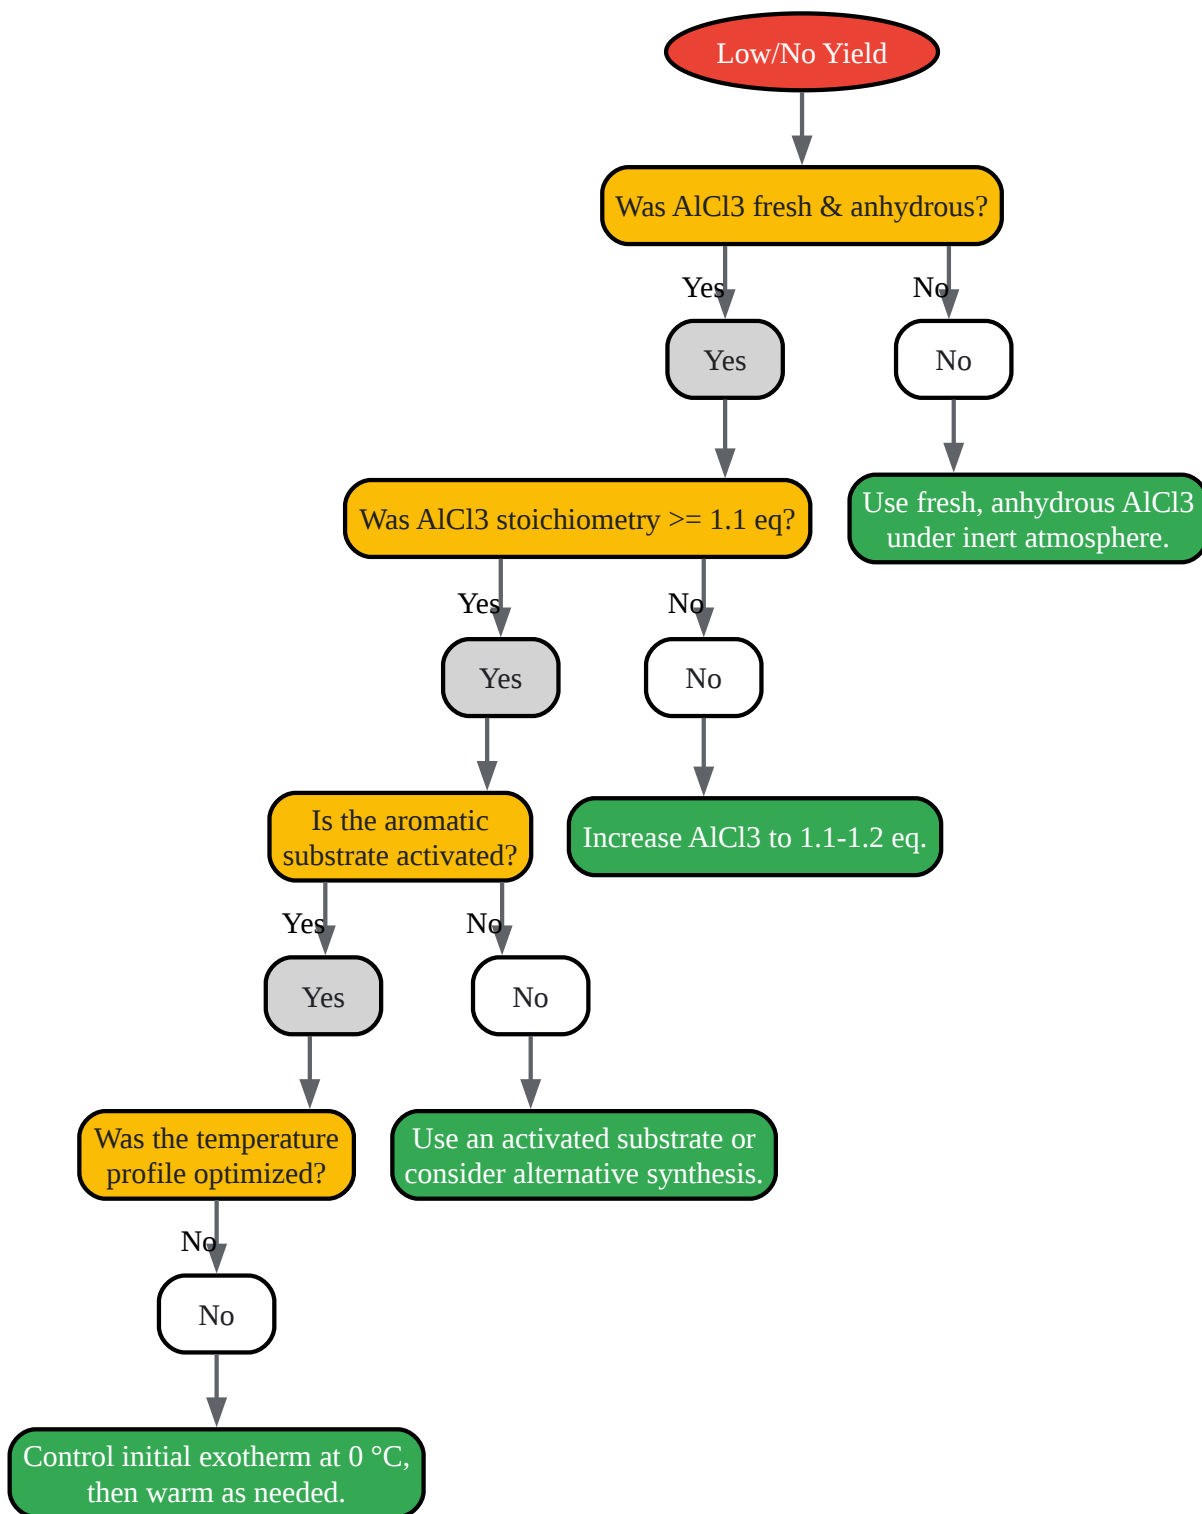 Low/No Yield
Was AlCl3 fresh & anhydrous?
Yes
No
Yes
No
Use fresh, anhydrous AlCl3
under inert atmosphere.
Was AlCl3 stoichiometry >= 1.1 eq?
Yes
No
Yes
No
Is the aromatic
substrate activated?
Increase AlCl3 to 1.1-1.2 eq.
Yes
No
Yes
No
Was the temperature
profile optimized?
Use an activated substrate or
consider alternative synthesis.
No
No
Control initial exotherm at 0 °C,
then warm as needed.